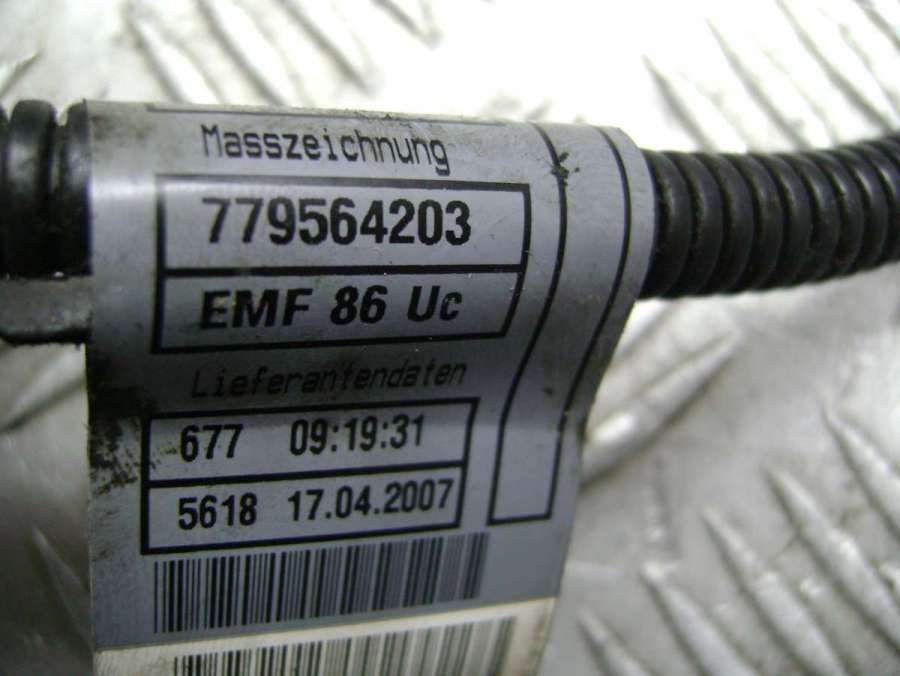 Masszeichnung
779564203
EMF 86 Uc
Lieferantendaten
677 09:19:31
5618 17.04.2007